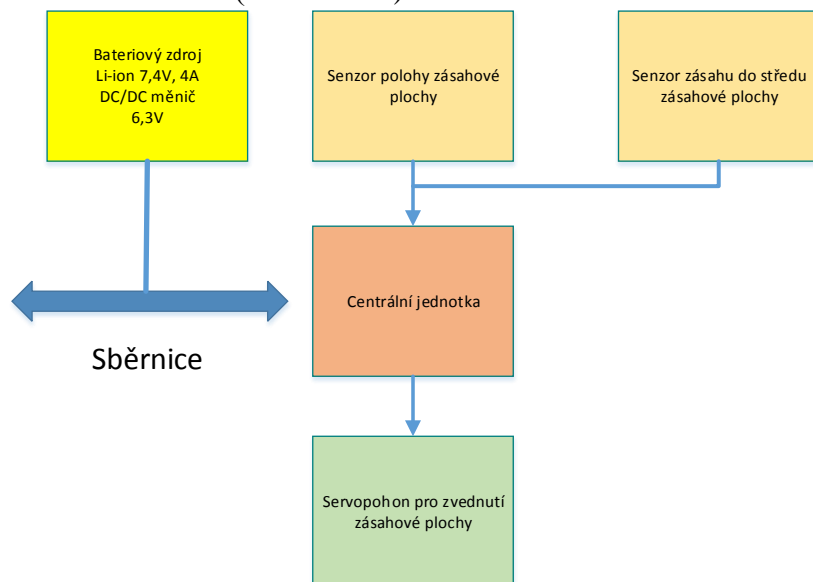 Bateriový zdroj
Li-ion 7,4V, 4A
DC/DC měnič
6,3V
Senzor polohy zásahové
plochy
Senzor zásahu do středu
zásahové plochy
Centrální jednotka
Sběrnice
Servopohon pro zvednutí
zásahové plochy